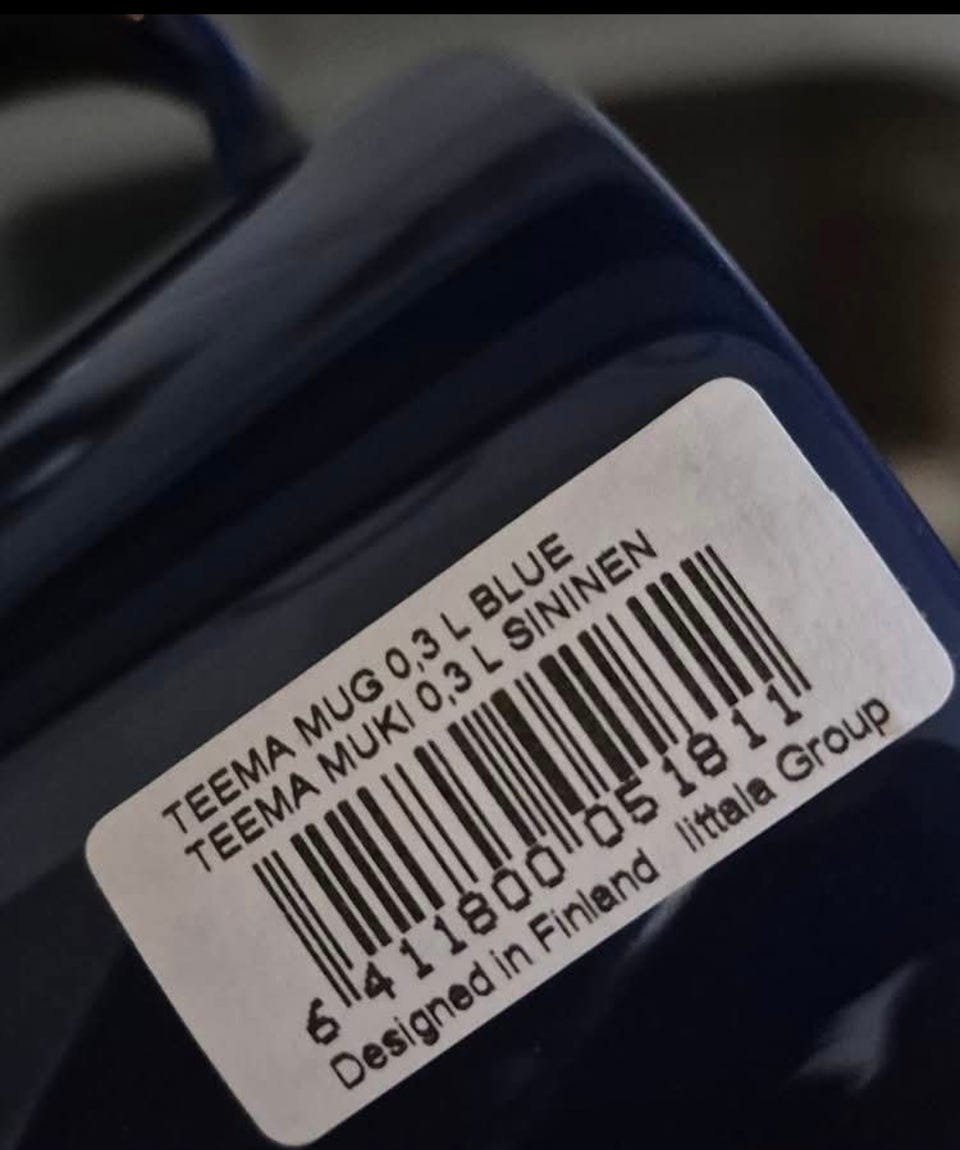 TEEMA MUG 0,3 L BLUE
TEEMA MUKI 0,3 L SININEN
6 411800 051811
Designed in Finland Iittala Group